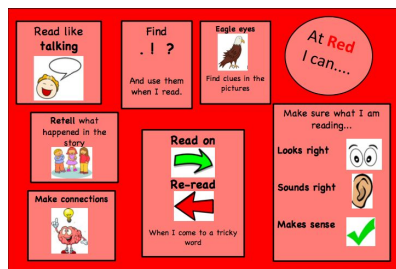 Read like
talking
Find
. ! ?
And use them
when I read.
Eagle eyes
Find clues in the
pictures
At Red
I can....
Retell what
happened in the
story
Make connections
Read on
Re-read
When I come to a tricky
word
Make sure what I am
reading...
Looks right
Sounds right
Makes sense